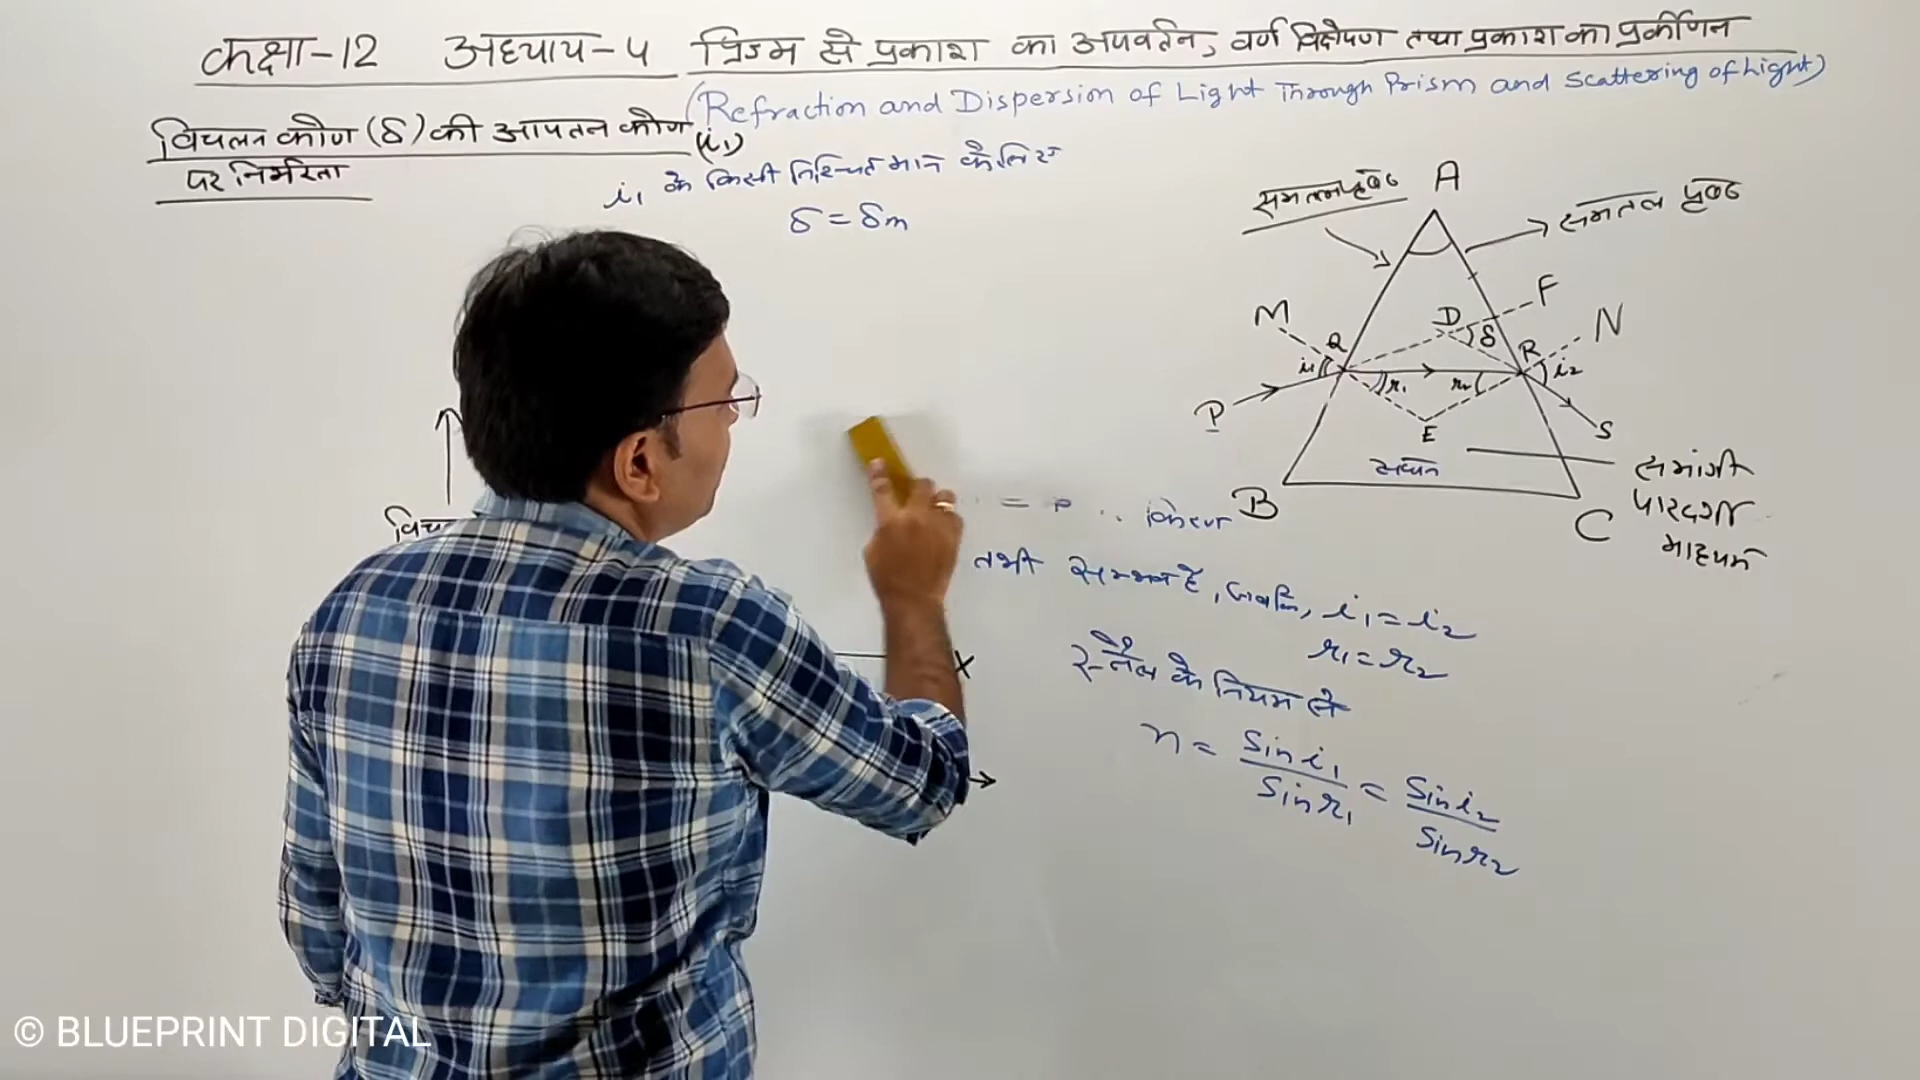 कक्षा-12 अध्याय-५ प्रिज्म से प्रकाश का अपवर्तन, वर्ण विक्षेपण तथा प्रकाश का प्रकीर्णन
(Refraction and Dispersion of Light Through Prism and Scattering of Light)
विचलन कोण (δ) की आपतन कोण (i₁)
पर निर्भरता
i₁ के किसी निश्चित मान के लिए
δ = δm
समतल पृष्ठ
A
समतल पृष्ठ
M
D
F
N
Q
δ
R
i₁
r₁
r₂
i₂
P
E
S
सघन
B
C
समांगी
पारदर्शी
माध्यम
विच
=
तभी सम्भव है, जबकि, i₁ = i₂
r₁ = r₂
X
स्नैल के नियम से
n = Sin i₁ / Sin r₁ = Sin i₂ / Sin r₂
© BLUEPRINT DIGITAL